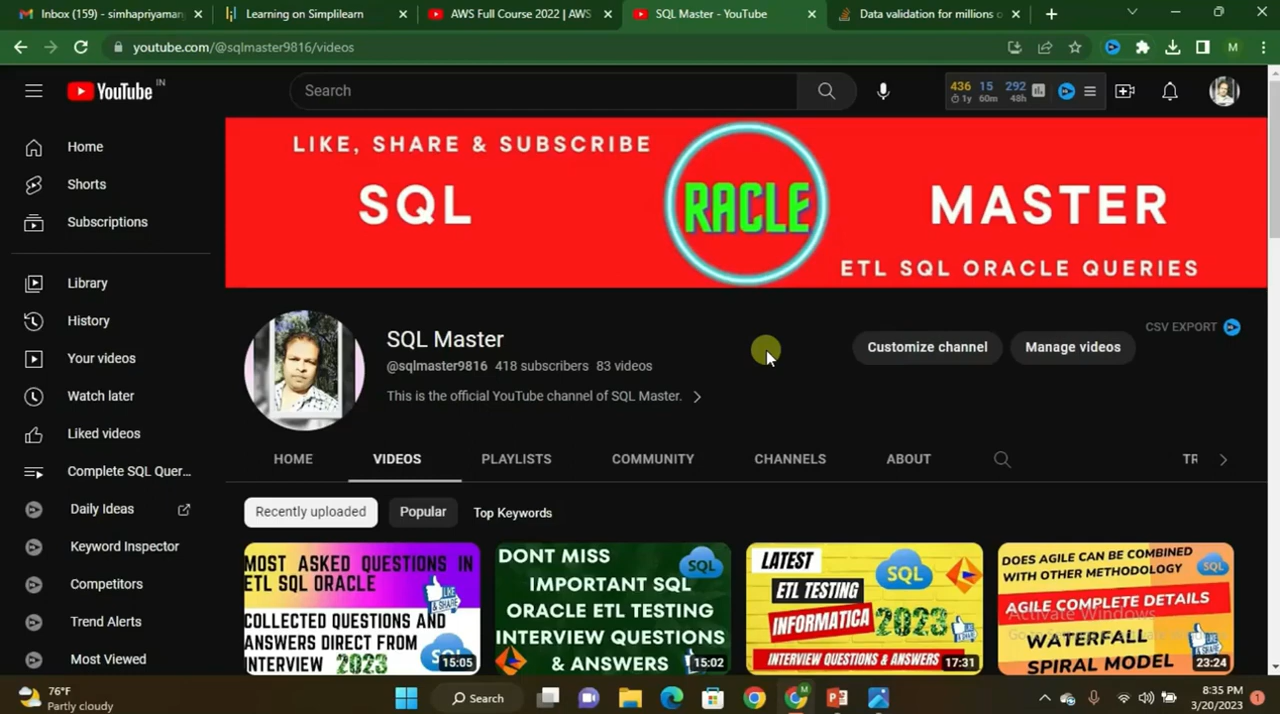 Inbox (159) - simhapriyaman
Learning on Simplilearn
AWS Full Course 2022 | AWS
SQL Master - YouTube
Data validation for millions o
youtube.com/@sqlmaster9816/videos
M
YouTube IN
Search
436 15 292
1y 60m 48h
Home
Shorts
Subscriptions
Library
History
Your videos
Watch later
Liked videos
Complete SQL Quer...
Daily Ideas
Keyword Inspector
Competitors
Trend Alerts
Most Viewed
LIKE, SHARE & SUBSCRIBE
SQL
RACLE
MASTER
ETL SQL ORACLE QUERIES
SQL Master
@sqlmaster9816 418 subscribers 83 videos
This is the official YouTube channel of SQL Master.
CSV EXPORT
Customize channel
Manage videos
HOME
VIDEOS
PLAYLISTS
COMMUNITY
CHANNELS
ABOUT
TR
Recently uploaded
Popular
Top Keywords
MOST ASKED QUESTIONS IN
ETL SQL ORACLE
COLLECTED QUESTIONS AND
ANSWERS DIRECT FROM
INTERVIEW 2023
15:05
DONT MISS
SQL
IMPORTANT SQL
ORACLE ETL TESTING
INTERVIEW QUESTIONS
& ANSWERS
15:02
LATEST
SQL
ETL TESTING
INFORMATICA
2023
INTERVIEW QUESTIONS & ANSWERS
17:31
DOES AGILE CAN BE COMBINED
WITH OTHER METHODOLOGY
SQL
AGILE COMPLETE DETAILS
WATERFALL
SPIRAL MODEL
23:24
Activate Windows
76°F
Partly cloudy
Search
8:35 PM
3/20/2023
1